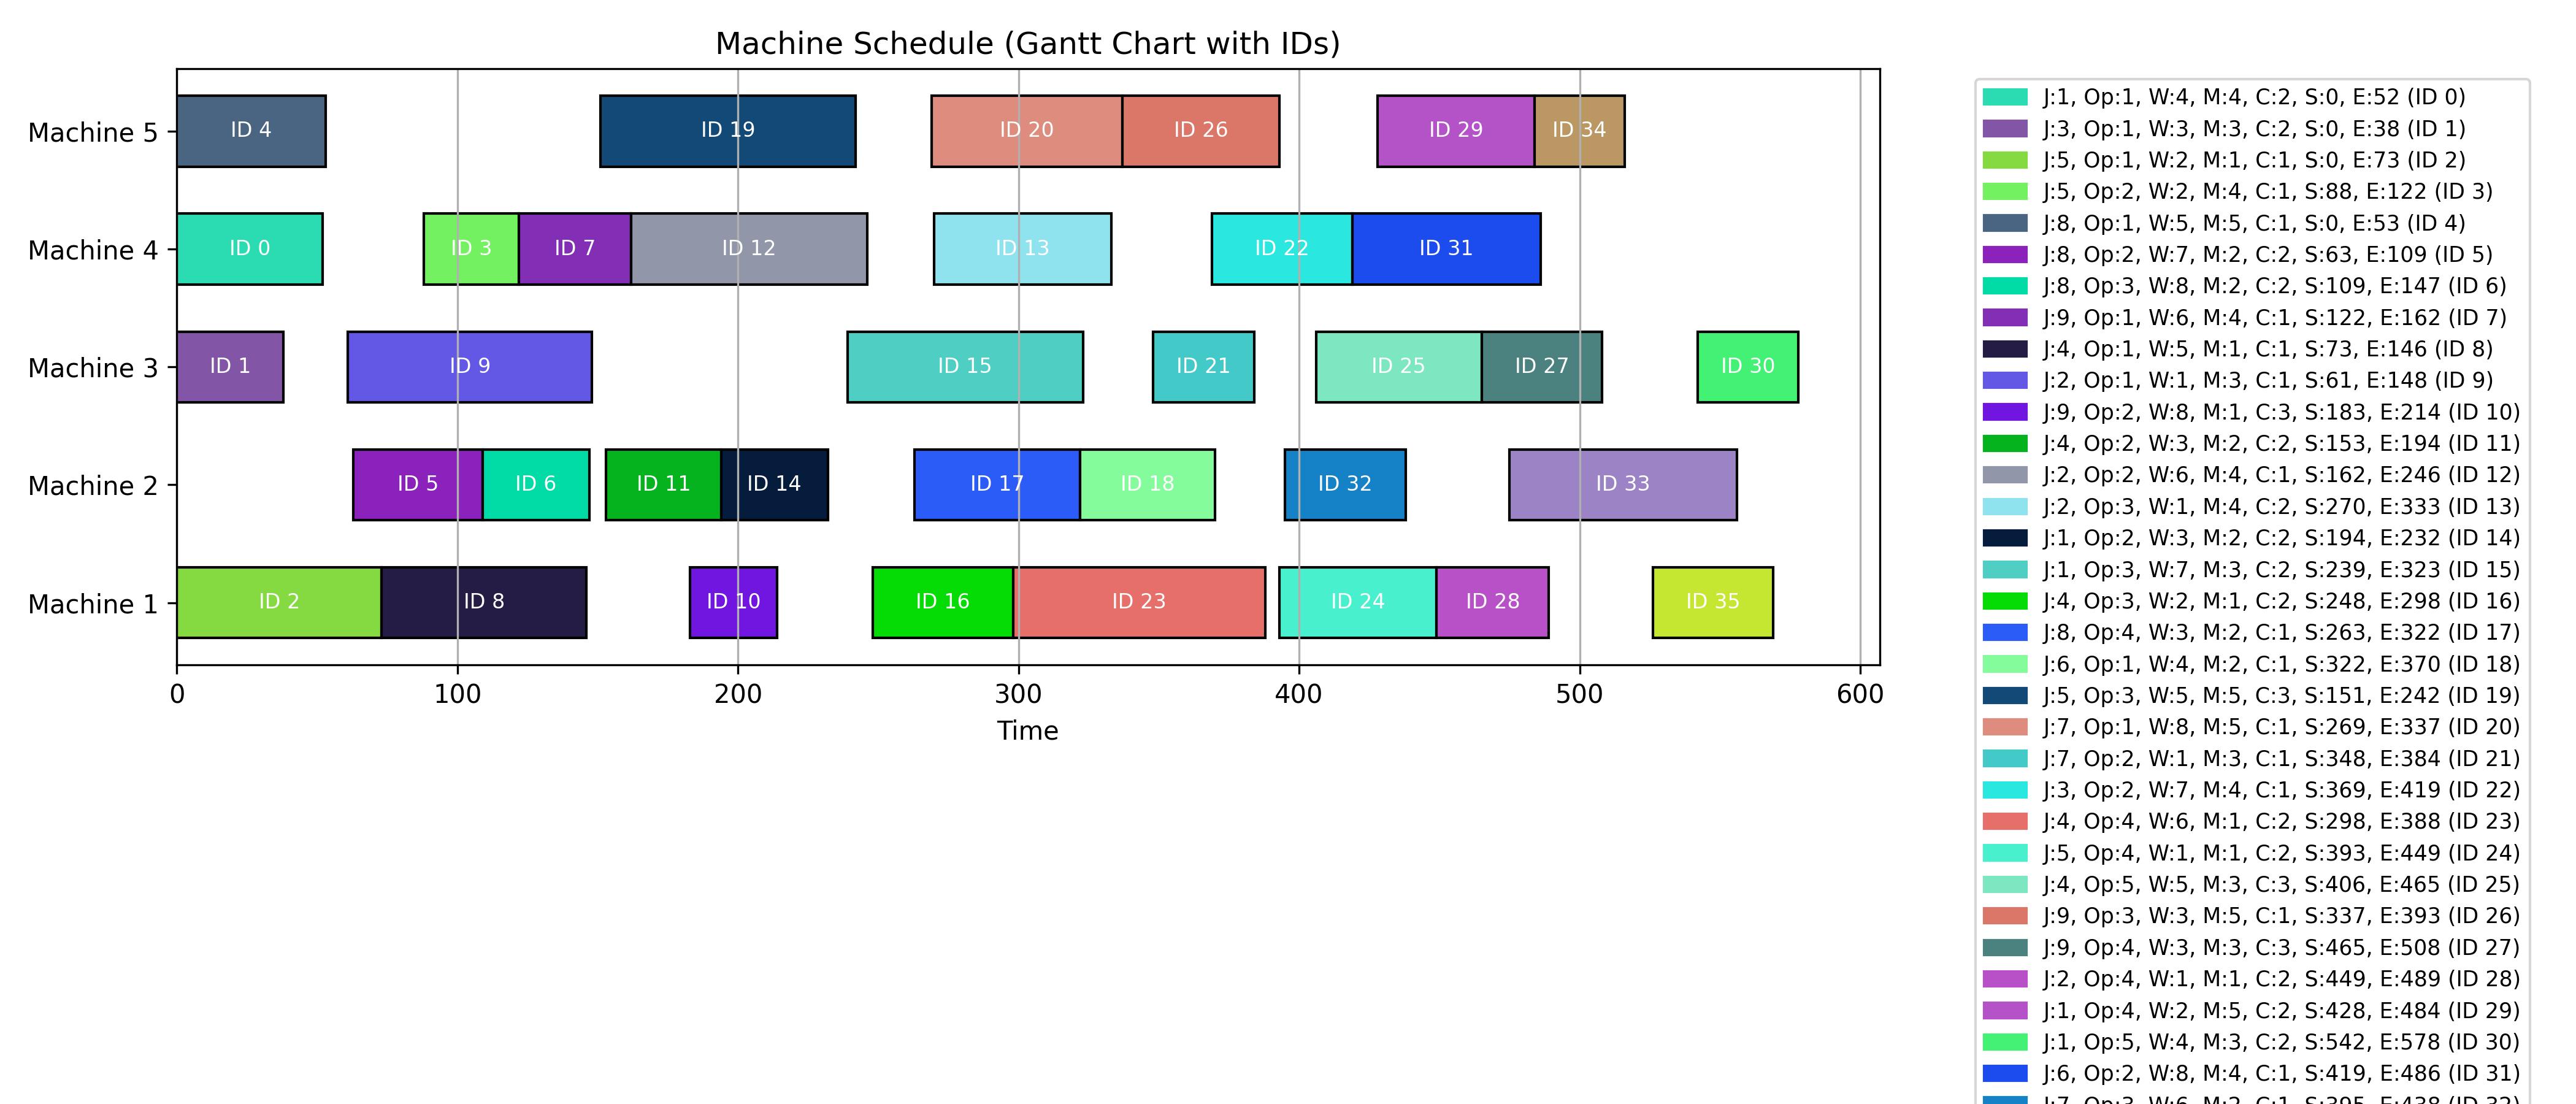 Machine Schedule (Gantt Chart with IDs)
Machine 5
ID 4
ID 19
ID 20
ID 26
ID 29
ID 34
Machine 4
ID 0
ID 3
ID 7
ID 12
ID 13
ID 22
ID 31
Machine 3
ID 1
ID 9
ID 15
ID 21
ID 25
ID 27
ID 30
Machine 2
ID 5
ID 6
ID 11
ID 14
ID 17
ID 18
ID 32
ID 33
Machine 1
ID 2
ID 8
ID 10
ID 16
ID 23
ID 24
ID 28
ID 35
0 100 200 300 400 500 600
Time
J:1, Op:1, W:4, M:4, C:2, S:0, E:52 (ID 0)
J:3, Op:1, W:3, M:3, C:2, S:0, E:38 (ID 1)
J:5, Op:1, W:2, M:1, C:1, S:0, E:73 (ID 2)
J:5, Op:2, W:2, M:4, C:1, S:88, E:122 (ID 3)
J:8, Op:1, W:5, M:5, C:1, S:0, E:53 (ID 4)
J:8, Op:2, W:7, M:2, C:2, S:63, E:109 (ID 5)
J:8, Op:3, W:8, M:2, C:2, S:109, E:147 (ID 6)
J:9, Op:1, W:6, M:4, C:1, S:122, E:162 (ID 7)
J:4, Op:1, W:5, M:1, C:1, S:73, E:146 (ID 8)
J:2, Op:1, W:1, M:3, C:1, S:61, E:148 (ID 9)
J:9, Op:2, W:8, M:1, C:3, S:183, E:214 (ID 10)
J:4, Op:2, W:3, M:2, C:2, S:153, E:194 (ID 11)
J:2, Op:2, W:6, M:4, C:1, S:162, E:246 (ID 12)
J:2, Op:3, W:1, M:4, C:2, S:270, E:333 (ID 13)
J:1, Op:2, W:3, M:2, C:2, S:194, E:232 (ID 14)
J:1, Op:3, W:7, M:3, C:2, S:239, E:323 (ID 15)
J:4, Op:3, W:2, M:1, C:2, S:248, E:298 (ID 16)
J:8, Op:4, W:3, M:2, C:1, S:263, E:322 (ID 17)
J:6, Op:1, W:4, M:2, C:1, S:322, E:370 (ID 18)
J:5, Op:3, W:5, M:5, C:3, S:151, E:242 (ID 19)
J:7, Op:1, W:8, M:5, C:1, S:269, E:337 (ID 20)
J:7, Op:2, W:1, M:3, C:1, S:348, E:384 (ID 21)
J:3, Op:2, W:7, M:4, C:1, S:369, E:419 (ID 22)
J:4, Op:4, W:6, M:1, C:2, S:298, E:388 (ID 23)
J:5, Op:4, W:1, M:1, C:2, S:393, E:449 (ID 24)
J:4, Op:5, W:5, M:3, C:3, S:406, E:465 (ID 25)
J:9, Op:3, W:3, M:5, C:1, S:337, E:393 (ID 26)
J:9, Op:4, W:3, M:3, C:3, S:465, E:508 (ID 27)
J:2, Op:4, W:1, M:1, C:2, S:449, E:489 (ID 28)
J:1, Op:4, W:2, M:5, C:2, S:428, E:484 (ID 29)
J:1, Op:5, W:4, M:3, C:2, S:542, E:578 (ID 30)
J:6, Op:2, W:8, M:4, C:1, S:419, E:486 (ID 31)